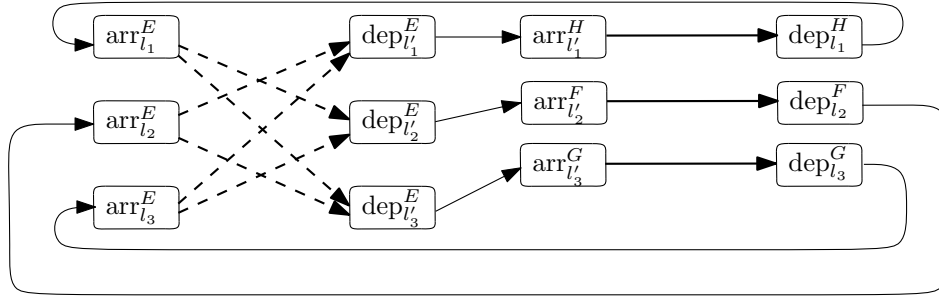 arr^E_{l_1} dep^E_{l'_1} arr^H_{l'_1} dep^H_{l_1}
arr^E_{l_2} dep^E_{l'_2} arr^F_{l'_2} dep^F_{l_2}
arr^E_{l_3} dep^E_{l'_3} arr^G_{l'_3} dep^G_{l_3}